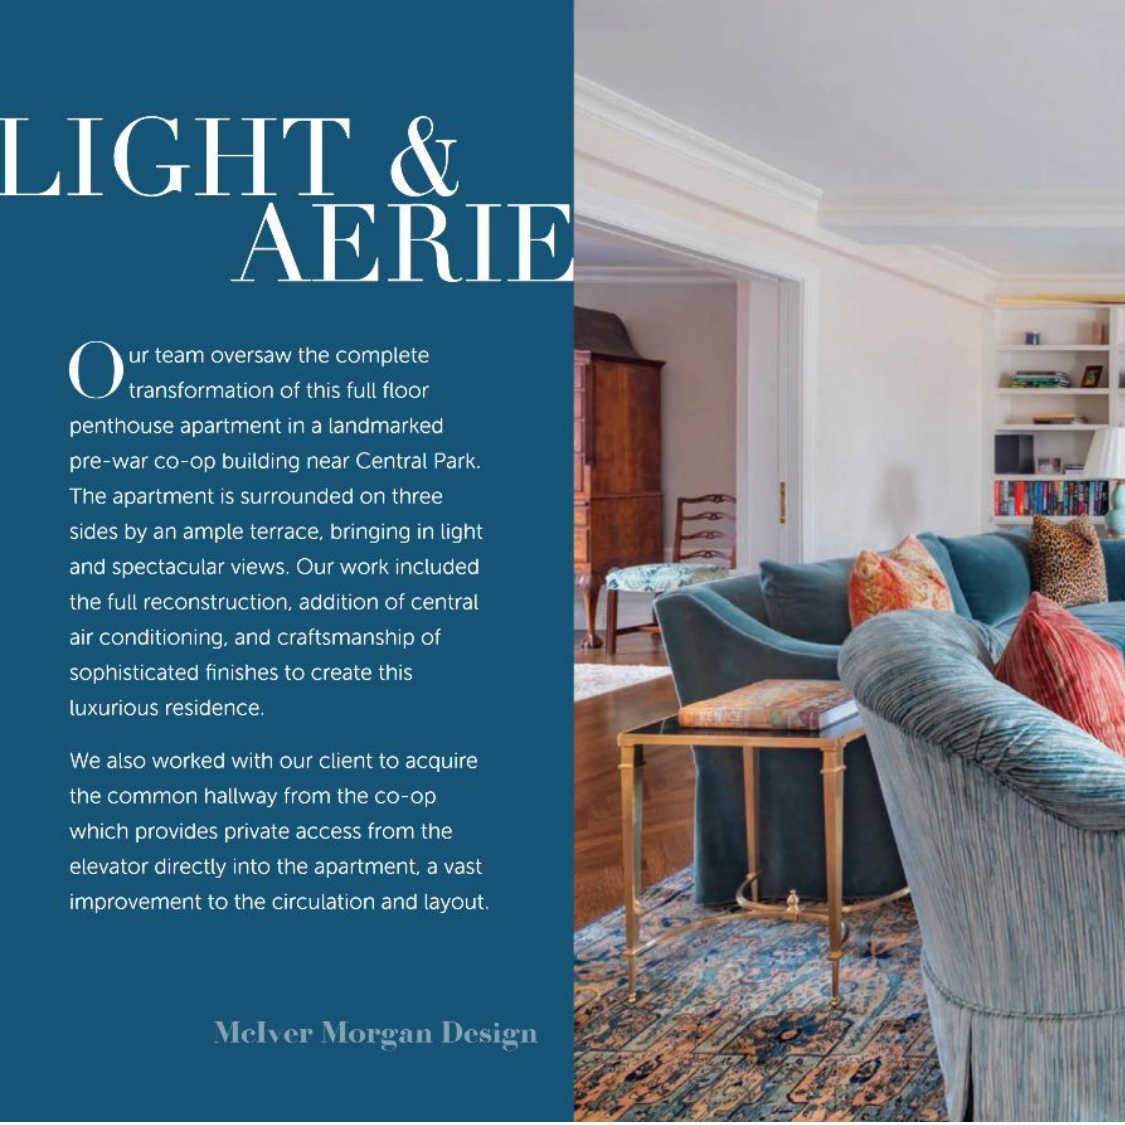 LIGHT &
AERIE
Our team oversaw the complete
transformation of this full floor
penthouse apartment in a landmarked
pre-war co-op building near Central Park.
The apartment is surrounded on three
sides by an ample terrace, bringing in light
and spectacular views. Our work included
the full reconstruction, addition of central
air conditioning, and craftsmanship of
sophisticated finishes to create this
luxurious residence.
We also worked with our client to acquire
the common hallway from the co-op
which provides private access from the
elevator directly into the apartment, a vast
improvement to the circulation and layout.
McIver Morgan Design